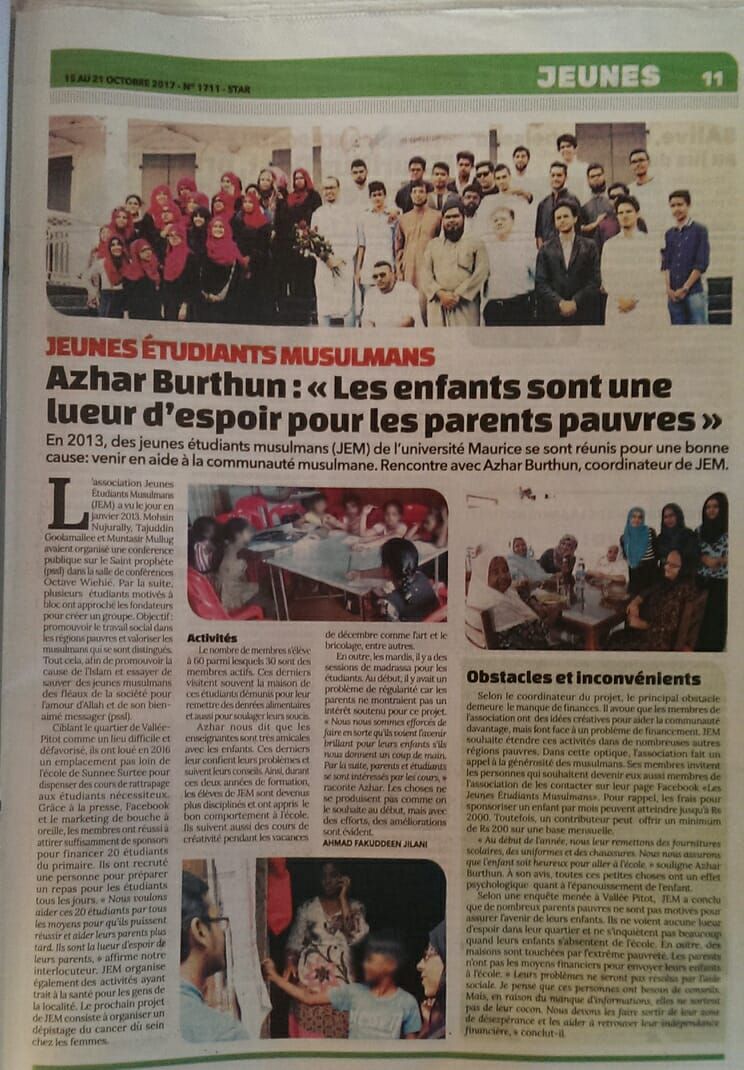 15 AU 21 OCTOBRE 2017 - N° 1711 - STAR
JEUNES
11
JEUNES ÉTUDIANTS MUSULMANS
Azhar Burthun : « Les enfants sont une
lueur d’espoir pour les parents pauvres »
En 2013, des jeunes étudiants musulmans (JEM) de l’université Maurice se sont réunis pour une bonne
cause: venir en aide à la communauté musulmane. Rencontre avec Azhar Burthun, coordinateur de JEM.
L’association Jeunes
Étudiants Musulmans
(JEM) a vu le jour en
janvier 2013. Mohsin
Nujurally, Tajuddin
Goolamallee et Muntasir Mullug
avaient organisé une conférence
publique sur le Saint prophète
(pssl) dans la salle de conférences
Octave Wiehié. Par la suite,
plusieurs étudiants motivés à
bloc ont approché les fondateurs
pour créer un groupe. Objectif :
promouvoir le travail social dans
les régions pauvres et valoriser les
musulmans qui se sont distingués.
Tout cela, afin de promouvoir la
cause de l’Islam et essayer de
sauver des jeunes musulmans
des fléaux de la société pour
l’amour d’Allah et de son bien-
aimé messager (pssl).
Ciblant le quartier de Vallée-
Pitot comme un lieu difficile et
défavorisé, ils ont loué en 2016
un emplacement pas loin de
l’école de Sunnee Surtee pour
dispenser des cours de rattrapage
aux étudiants nécessiteux.
Grâce à la presse, Facebook
et le marketing de bouche à
oreille, les membres ont réussi à
attirer suffisamment de sponsors
pour financer 20 étudiants
du primaire. Ils ont recruté
une personne pour préparer
un repas pour les étudiants
tous les jours. « Nous voulons
aider ces 20 étudiants par tous
les moyens pour qu’ils puissent
réussir et aider leurs parents plus
tard. Ils sont la lueur d’espoir de
leurs parents, » affirme notre
interlocuteur. JEM organise
également des activités ayant
trait à la santé pour les gens de
la localité. Le prochain projet
de JEM consiste à organiser un
dépistage du cancer du sein
chez les femmes.
Activités
Le nombre de membres s’élève
à 60 parmi lesquels 30 sont des
membres actifs. Ces derniers
visitent souvent la maison de
ces étudiants démunis pour leur
remettre des denrées alimentaires
et aussi pour soulager leurs soucis.
Azhar nous dit que les
enseignantes sont très amicales
avec les enfants. Ces derniers
leur confient leurs problèmes et
suivent leurs conseils. Ainsi, durant
ces deux années de formation,
les élèves de JEM sont devenus
plus disciplinés et ont appris le
bon comportement à l’école.
Ils suivent aussi des cours de
créativité pendant les vacances
de décembre comme l’art et le
bricolage, entre autres.
En outre, les mardis, il y a des
sessions de madrassa pour les
étudiants. Au début, il y avait un
problème de régularité car les
parents ne montraient pas un
intérêt soutenu pour ce projet.
« Nous nous sommes efforcés de
faire en sorte qu’ils voient l’avenir
brillant pour leurs enfants s’ils
nous donnent un coup de main.
Par la suite, parents et étudiants
se sont intéressés par les cours, »
raconte Azhar. Les choses ne
se produisent pas comme on
le souhaite au début, mais avec
des efforts, des améliorations
sont évident.
AHMAD FAKUDDEEN JILANI
Obstacles et inconvénients
Selon le coordinateur du projet, le principal obstacle
demeure le manque de finances. Il avoue que les membres de
l’association ont des idées créatives pour aider la communauté
davantage, mais font face à un problème de financement. JEM
souhaite étendre ces activités dans de nombreuses autres
régions pauvres. Dans cette optique, l’association fait un
appel à la générosité des musulmans. Ses membres invitent
les personnes qui souhaitent devenir eux aussi membres de
l’association de les contacter sur leur page Facebook «Les
Jeunes Étudiants Musulmans». Pour rappel, les frais pour
sponsoriser un enfant par mois peuvent atteindre jusqu’à Rs
2000. Toutefois, un contributeur peut offrir un minimum
de Rs 200 sur une base mensuelle.
« Au début de l’année, nous leur remettons des fournitures
scolaires, des uniformes et des chaussures. Nous nous assurons
que l’enfant soit heureux pour aller à l’école, » souligne Azhar
Burthun. À son avis, toutes ces petites choses ont un effet
psychologique quant à l’épanouissement de l’enfant.
Selon une enquête menée à Vallée Pitot, JEM a conclu
que de nombreux parents pauvres ne sont pas motivés pour
assurer l’avenir de leurs enfants. Ils ne voient aucune lueur
d’espoir dans leur quartier et ne s’inquiètent pas beaucoup
quand leurs enfants s’absentent de l’école. En outre, des
maisons sont touchées par l’extrême pauvreté. Les parents
n’ont pas les moyens financiers pour envoyer leurs enfants
à l’école. « Leurs problèmes ne seront pas résolus par l’aide
sociale. Je pense que ces personnes ont besoin de conseils.
Mais, en raison du manque d’informations, elles ne sortent
pas de leur cocon. Nous devons les faire sortir de leur zone
de désespérance et les aider à retrouver leur indépendance
financière, » conclut-il.